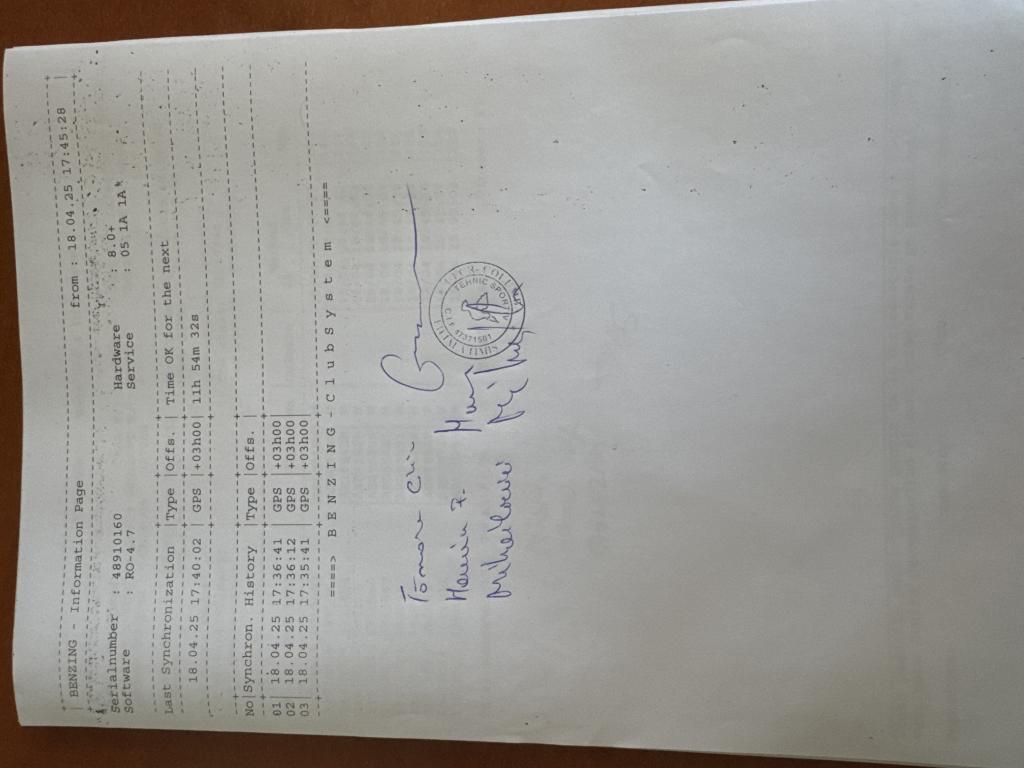 | BENZING - Information Page from : 18.04.25 17:45:28 |
Serialnumber : 48910160 Hardware : 8.0+
Software : RO-4.7 Service : 05 1A 1A
Last Synchronization |Type |Offs. | Time OK for the next
18.04.25 17:40:02 | GPS |+03h00| 11h 54m 32s
No|Synchron. History |Type |Offs. |
01| 18.04.25 17:36:41 | GPS |+03h00|
02| 18.04.25 17:36:12 | GPS |+03h00|
03| 18.04.25 17:35:41 | GPS |+03h00|
====> B E N Z I N G - C l u b S y s t e m <====
TEHNIC SPORTIV